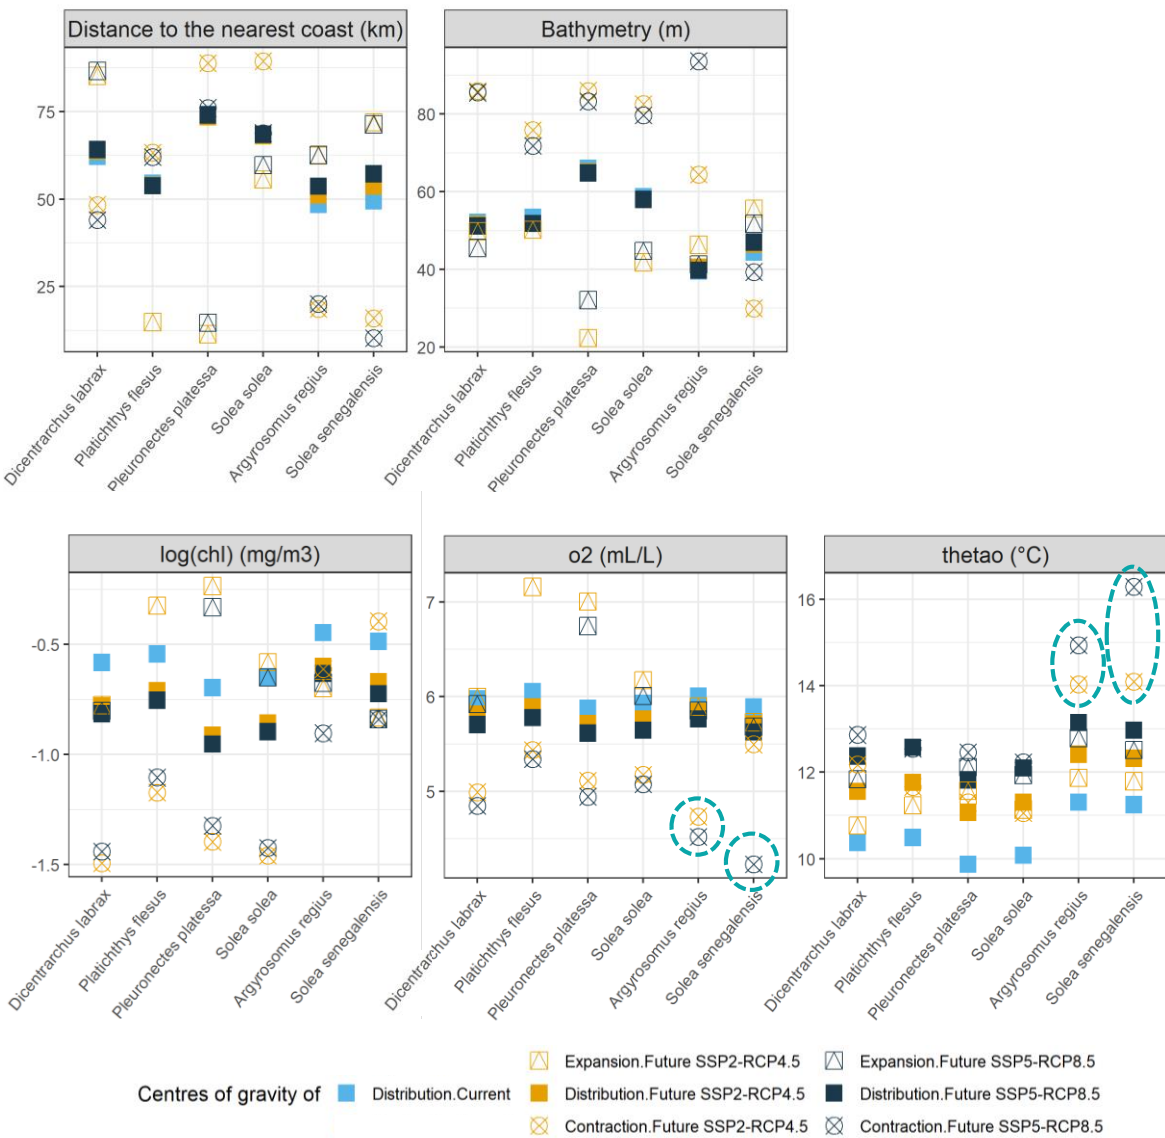 Distance to the nearest coast (km)
Bathymetry (m)
75
50
25
80
60
40
20
Dicentrarchus labrax
Platichthys flesus
Pleuronectes platessa
Solea solea
Argyrosomus regius
Solea senegalensis
Dicentrarchus labrax
Platichthys flesus
Pleuronectes platessa
Solea solea
Argyrosomus regius
Solea senegalensis
log(chl) (mg/m3)
o2 (mL/L)
thetao (°C)
-0.5
-1.0
-1.5
7
6
5
16
14
12
10
Dicentrarchus labrax
Platichthys flesus
Pleuronectes platessa
Solea solea
Argyrosomus regius
Solea senegalensis
Dicentrarchus labrax
Platichthys flesus
Pleuronectes platessa
Solea solea
Argyrosomus regius
Solea senegalensis
Dicentrarchus labrax
Platichthys flesus
Pleuronectes platessa
Solea solea
Argyrosomus regius
Solea senegalensis
Centres of gravity of
Distribution.Current
Expansion.Future SSP2-RCP4.5
Distribution.Future SSP2-RCP4.5
Contraction.Future SSP2-RCP4.5
Expansion.Future SSP5-RCP8.5
Distribution.Future SSP5-RCP8.5
Contraction.Future SSP5-RCP8.5